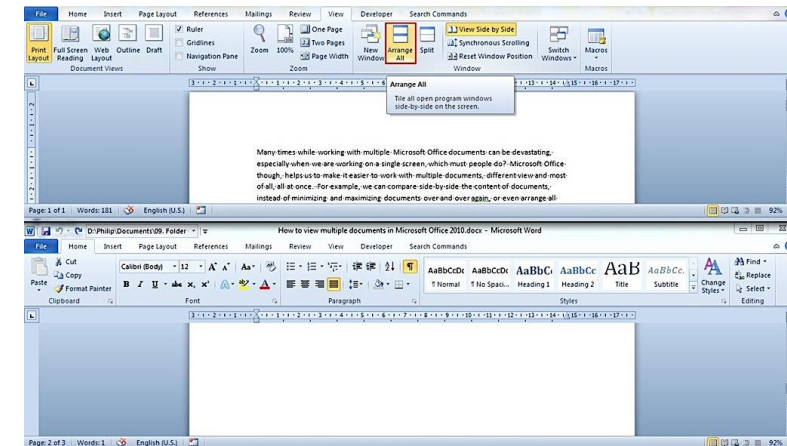 File Home Insert Page Layout References Mailings Review View Developer Search Commands
Print Layout Full Screen Reading Web Layout Outline Draft
Document Views
Ruler
Gridlines
Navigation Pane
Show
Zoom 100% One Page
Two Pages
Page Width
Zoom
New Window Arrange All Split
View Side by Side
Synchronous Scrolling
Reset Window Position
Window
Switch Windows
Macros
Macros
Arrange All
Tile all open program windows
side-by-side on the screen.
Many times while working with multiple Microsoft Office documents can be devastating,
especially when we are working on a single screen, which must people do? Microsoft Office
though, helps us to make it easier to work with multiple documents, different view and most
of all, all at once. For example, we can compare side-by-side the content of documents,
instead of minimizing and maximizing documents over and over again, or even arrange all
Page: 1 of 1 Words: 181 English (U.S.) 92%
D:\Philip\Documents\09. Folder How to view multiple documents in Microsoft Office 2010.docx - Microsoft Word
File Home Insert Page Layout References Mailings Review View Developer Search Commands
Paste
Cut
Copy
Format Painter
Clipboard
Calibri (Body) 12
Font
Paragraph
AaBbCcDc AaBbCcDc AaBbCc AaBbCc AaB AaBbCc.
¶ Normal ¶ No Spaci... Heading 1 Heading 2 Title Subtitle
Change Styles
Styles
Find
Replace
Select
Editing
Page: 2 of 3 Words: 1 English (U.S.) 92%